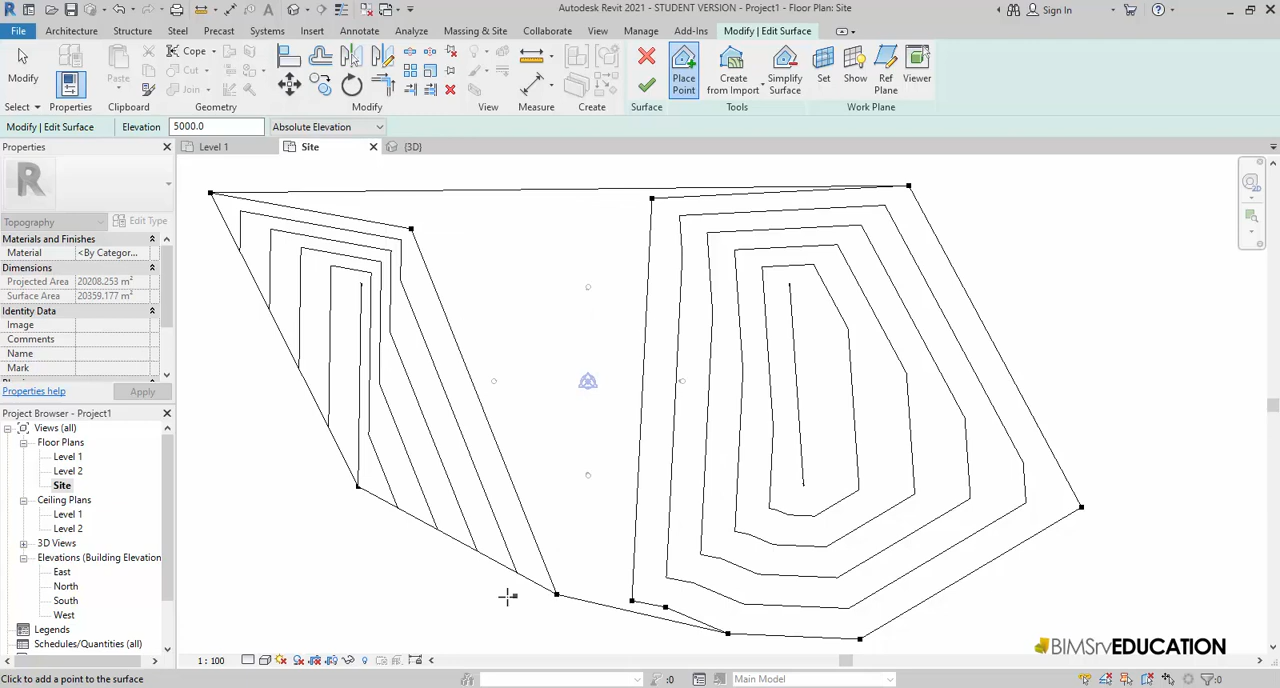 Autodesk Revit 2021 - STUDENT VERSION - Project1 - Floor Plan: Site
Sign In
File Architecture Structure Steel Precast Systems Insert Annotate Analyze Massing & Site Collaborate View Manage Add-Ins Modify | Edit Surface
Modify
Paste
Cope
Cut
Join
Place Point
Create from Import
Simplify Surface
Set
Show
Ref Plane
Viewer
Select Properties Clipboard Geometry Modify View Measure Create Surface Tools Work Plane
Modify | Edit Surface Elevation 5000.0 Absolute Elevation
Properties
Level 1
Site
{3D}
Topography
Edit Type
Materials and Finishes
Material <By Categor...
Dimensions
Projected Area 20208.253 m²
Surface Area 20359.177 m²
Identity Data
Image
Comments
Name
Mark
Properties help
Apply
Project Browser - Project1
Views (all)
Floor Plans
Level 1
Level 2
Site
Ceiling Plans
Level 1
Level 2
3D Views
Elevations (Building Elevation
East
North
South
West
Legends
Schedules/Quantities (all)
1 : 100
BIMSrvEDUCATION
Click to add a point to the surface
:0
Main Model
:0